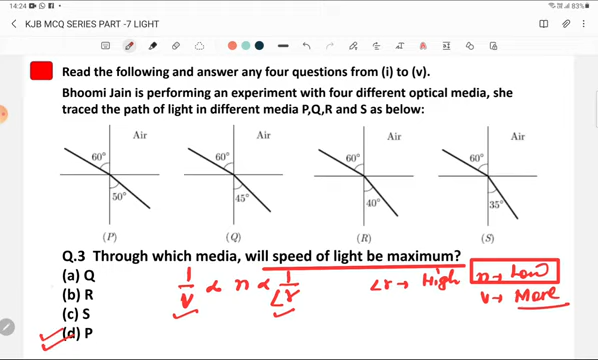 14:24
83%
KJB MCQ SERIES PART -7 LIGHT
Read the following and answer any four questions from (i) to (v).
Bhoomi Jain is performing an experiment with four different optical media, she
traced the path of light in different media P,Q,R and S as below:
Air Air Air Air
60° 60° 60° 60°
50° 45° 40° 35°
(P) (Q) (R) (S)
Q.3 Through which media, will speed of light be maximum?
(a) Q
(b) R
(c) S
(d) P
1/v ∝ n ∝ 1/∠r
∠r → High
n → Low
v → More